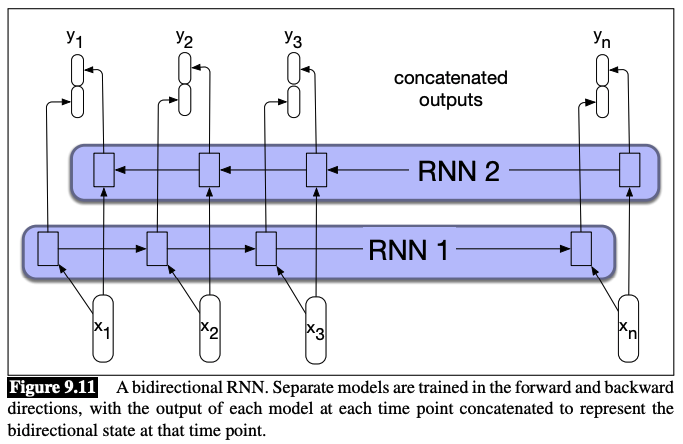 y1 y2 y3 yn
concatenated
outputs
RNN 2
RNN 1
x1 x2 x3 xn
Figure 9.11 A bidirectional RNN. Separate models are trained in the forward and backward
directions, with the output of each model at each time point concatenated to represent the
bidirectional state at that time point.